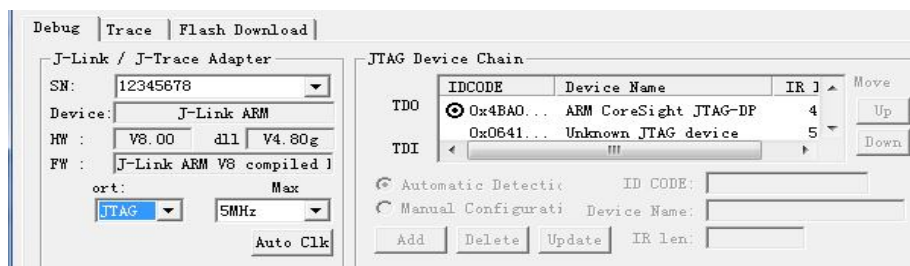 Debug Trace Flash Download
J-Link / J-Trace Adapter
SN: 12345678
Device: J-Link ARM
HW : V8.00 dll V4.80g
FW : J-Link ARM V8 compiled
ort: Max
JTAG 5MHz
Auto Clk
JTAG Device Chain
IDCODE Device Name IR
TDO 0x4BA0... ARM CoreSight JTAG-DP 4
0x0641... Unknown JTAG device 5
TDI
Move
Up
Down
Automatic Detectic ID CODE:
Manual Configurati Device Name:
Add Delete Update IR len: